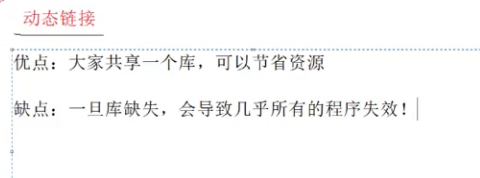 动态链接
优点：大家共享一个库，可以节省资源
缺点：一旦库缺失，会导致几乎所有的程序失效！